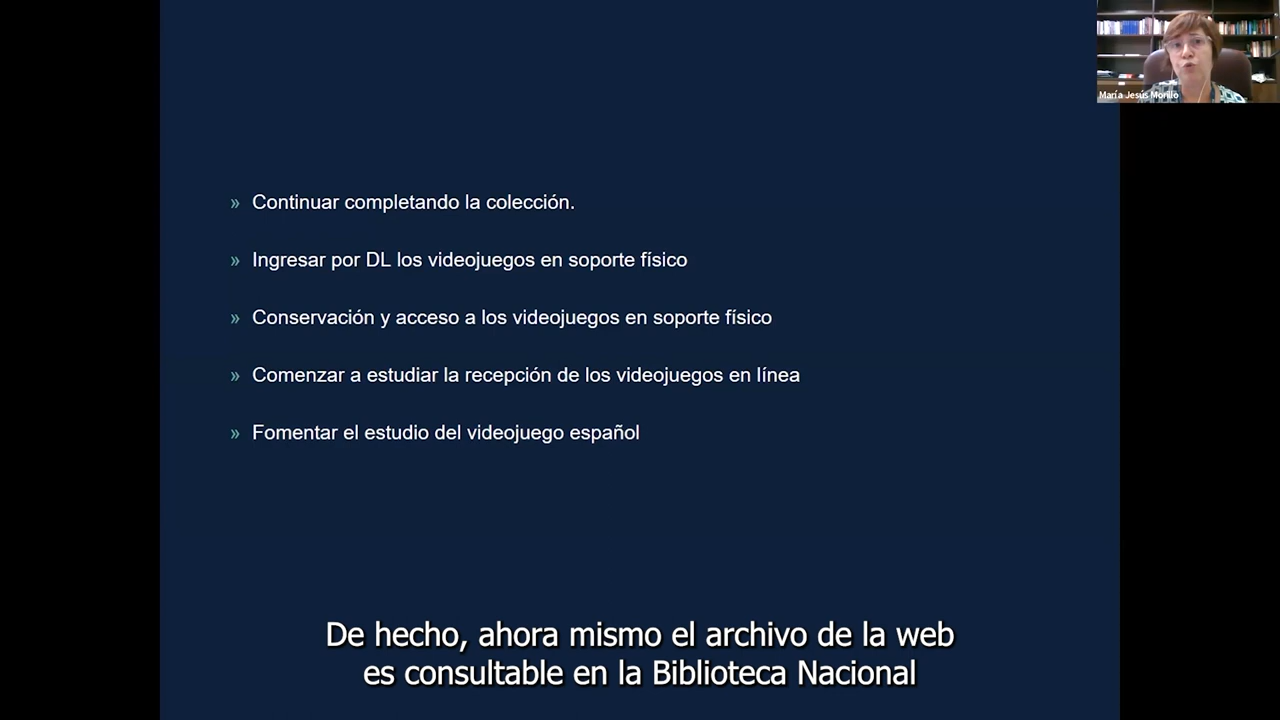 María Jesús Morillo
» Continuar completando la colección.
» Ingresar por DL los videojuegos en soporte físico
» Conservación y acceso a los videojuegos en soporte físico
» Comenzar a estudiar la recepción de los videojuegos en línea
» Fomentar el estudio del videojuego español
De hecho, ahora mismo el archivo de la web
es consultable en la Biblioteca Nacional